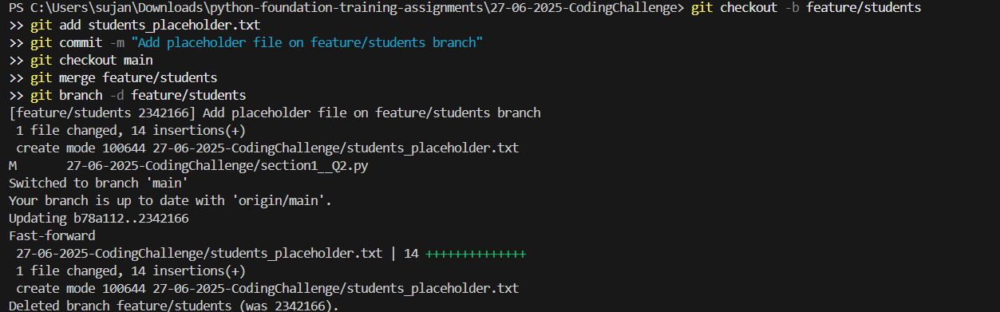 PS C:\Users\sujan\Downloads\python-foundation-training-assignments\27-06-2025-CodingChallenge> git checkout -b feature/students
>> git add students_placeholder.txt
>> git commit -m "Add placeholder file on feature/students branch"
>> git checkout main
>> git merge feature/students
>> git branch -d feature/students
[feature/students 2342166] Add placeholder file on feature/students branch
 1 file changed, 14 insertions(+)
 create mode 100644 27-06-2025-CodingChallenge/students_placeholder.txt
M       27-06-2025-CodingChallenge/section1__Q2.py
Switched to branch 'main'
Your branch is up to date with 'origin/main'.
Updating b78a112..2342166
Fast-forward
 27-06-2025-CodingChallenge/students_placeholder.txt | 14 ++++++++++++++
 1 file changed, 14 insertions(+)
 create mode 100644 27-06-2025-CodingChallenge/students_placeholder.txt
Deleted branch feature/students (was 2342166).